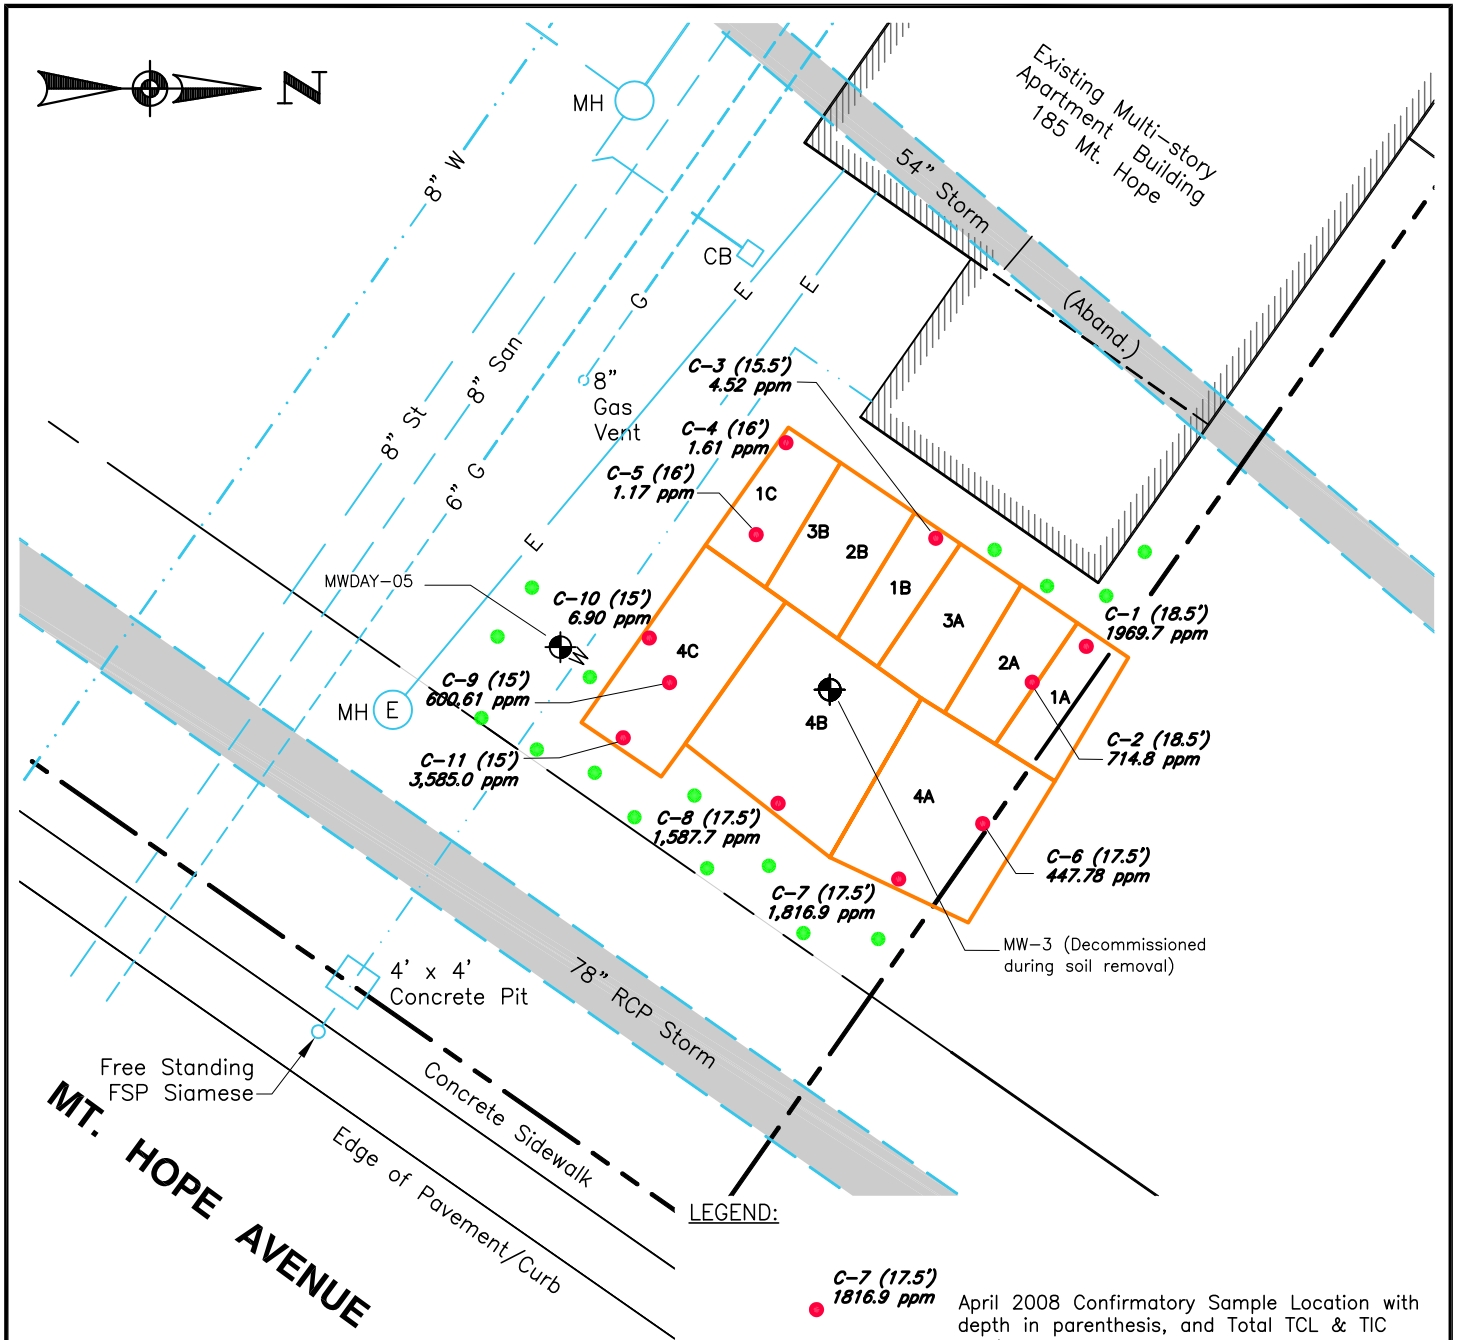 N
MH
8" W
Existing Multi-story
Apartment Building
185 Mt. Hope
54" Storm
(Aband.)
CB
E
E
G
8" San
8" St
6" G
8"
Gas
Vent
E
C-3 (15.5')
4.52 ppm
C-4 (16')
1.61 ppm
C-5 (16')
1.17 ppm
1C
3B
2B
1B
3A
2A
1A
4C
4B
4A
MWDAY-05
N
C-10 (15')
6.90 ppm
C-1 (18.5')
1969.7 ppm
C-9 (15')
600.61 ppm
MH E
C-2 (18.5')
714.8 ppm
C-11 (15')
3,585.0 ppm
C-8 (17.5')
1,587.7 ppm
C-6 (17.5')
447.78 ppm
C-7 (17.5')
1,816.9 ppm
MW-3 (Decommissioned
during soil removal)
4' x 4'
Concrete Pit
78" RCP Storm
Free Standing
FSP Siamese
Concrete Sidewalk
Edge of Pavement/Curb
MT. HOPE AVENUE
LEGEND:
C-7 (17.5')
1816.9 ppm
April 2008 Confirmatory Sample Location with
depth in parenthesis, and Total TCL & TIC